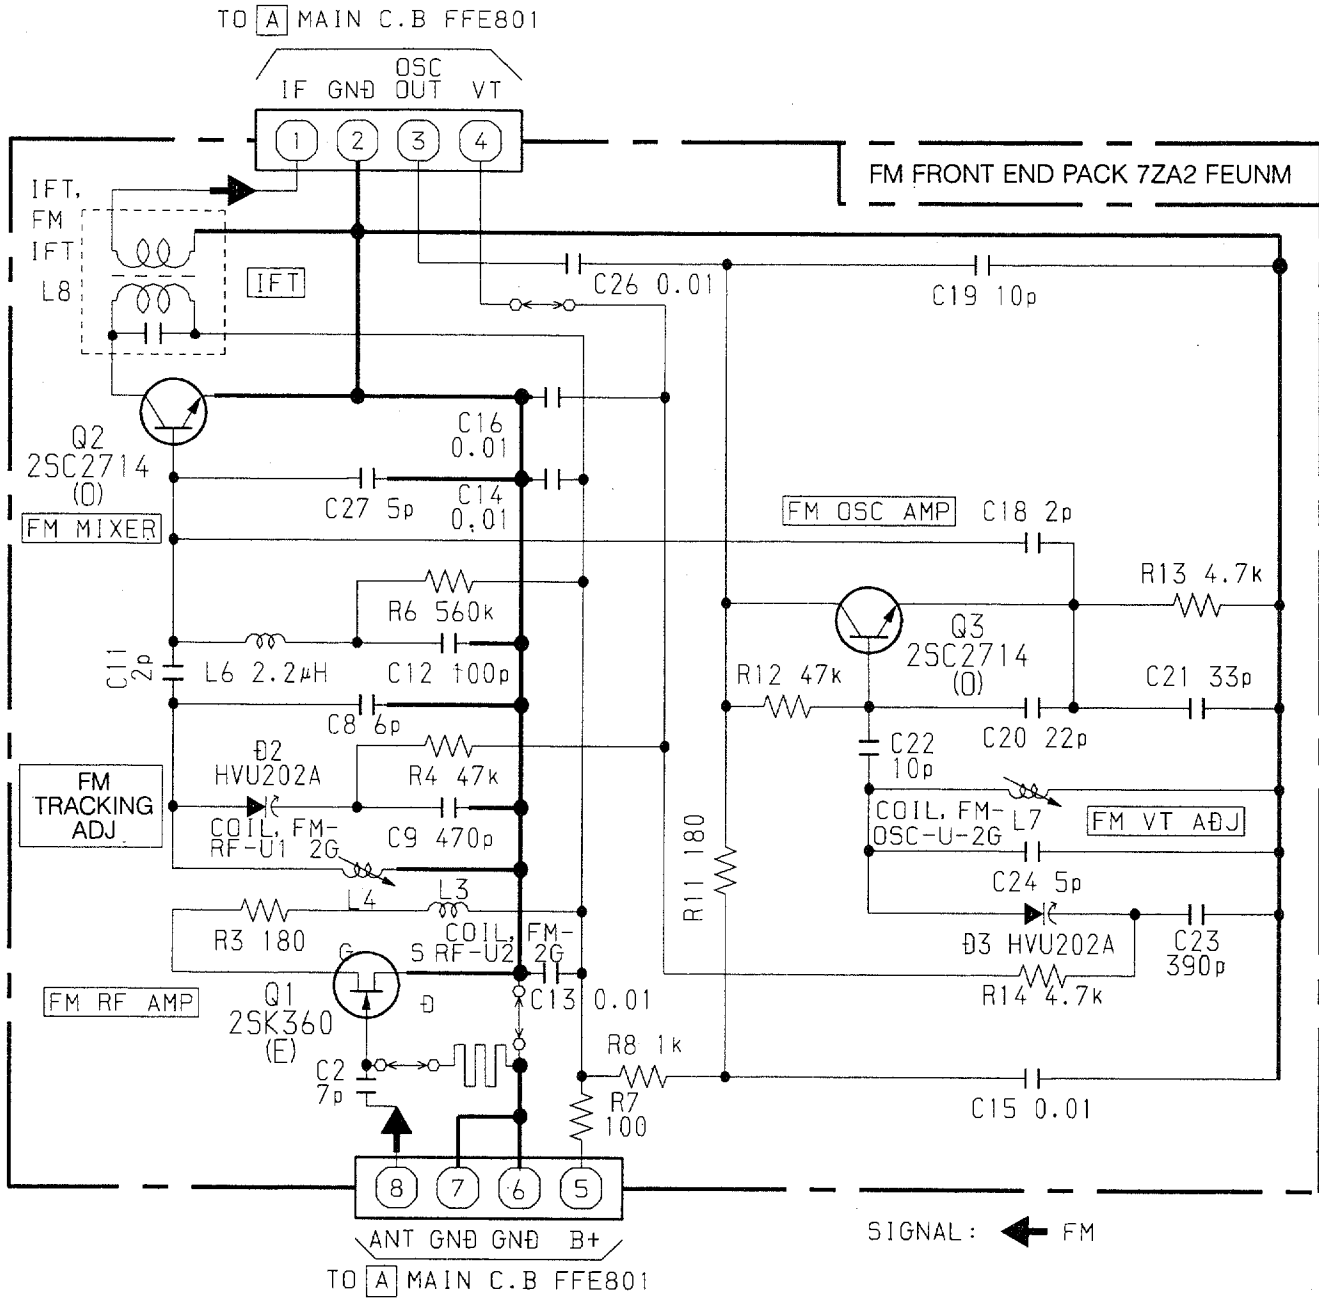 TO A MAIN C.B FFE801
OSC
IF GND OUT VT
1 2 3 4
FM FRONT END PACK 7ZA2 FEUNM
IFT,
FM
IFT
L8
IFT
C26 0.01
C19 10p
Q2
2SC2714
(O)
FM MIXER
C16
0.01
C27 5p
C14
0.01
FM OSC AMP
C18 2p
R13 4.7k
R6 560k
Q3
2SC2714
(O)
C11
2p
L6 2.2μH
C12 100p
R12 47k
C21 33p
C8 6p
C20 22p
C22
10p
D2
HVU202A
R4 47k
FM
TRACKING
ADJ
COIL, FM-
RF-U1 2G
C9 470p
COIL, FM-
OSC-U-2G
L7
FM VT ADJ
R11 180
C24 5p
L4
L3
R3 180
COIL, FM-
RF-U2 2G
G
S
D
D3 HVU202A
C23
390p
R14 4.7k
FM RF AMP
Q1
2SK360
(E)
C13 0.01
C2
7p
R8 1k
R7
100
C15 0.01
8 7 6 5
ANT GND GND B+
TO A MAIN C.B FFE801
SIGNAL: FM